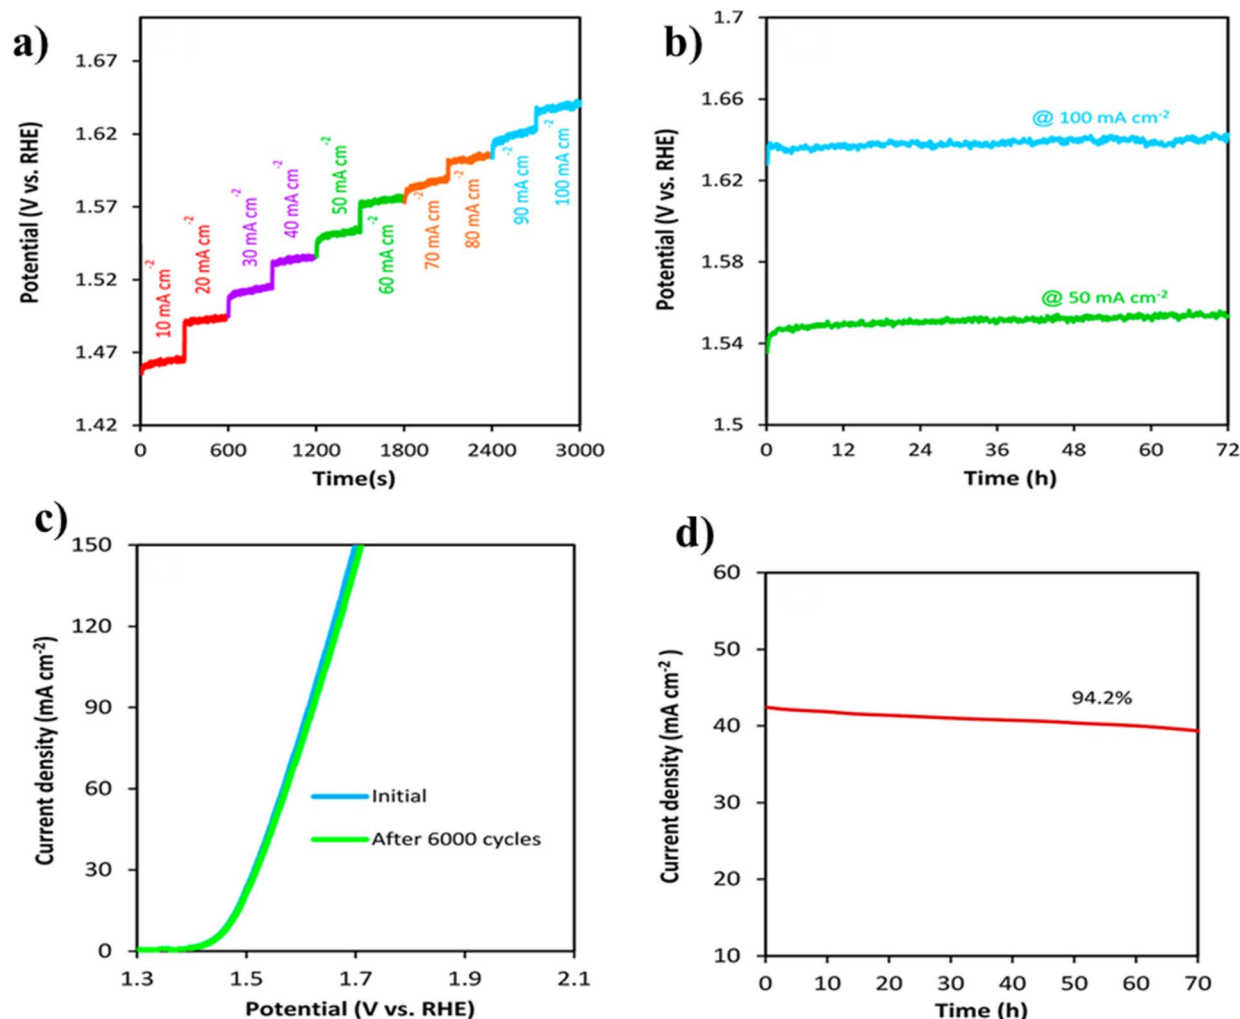 a)
1.67
1.62
1.57
1.52
1.47
1.42
Potential (V vs. RHE)
10 mA cm-2
20 mA cm-2
30 mA cm-2
40 mA cm-2
50 mA cm-2
60 mA cm-2
70 mA cm-2
80 mA cm-2
90 mA cm-2
100 mA cm-2
0 600 1200 1800 2400 3000
Time(s)
b)
1.7
1.66
1.62
1.58
1.54
1.5
Potential (V vs. RHE)
@ 100 mA cm-2
@ 50 mA cm-2
0 12 24 36 48 60 72
Time (h)
c)
150
120
90
60
30
0
Current density (mA cm-2)
Initial
After 6000 cycles
1.3 1.5 1.7 1.9 2.1
Potential (V vs. RHE)
d)
60
50
40
30
20
10
Current density (mA cm-2 )
94.2%
0 10 20 30 40 50 60 70
Time (h)